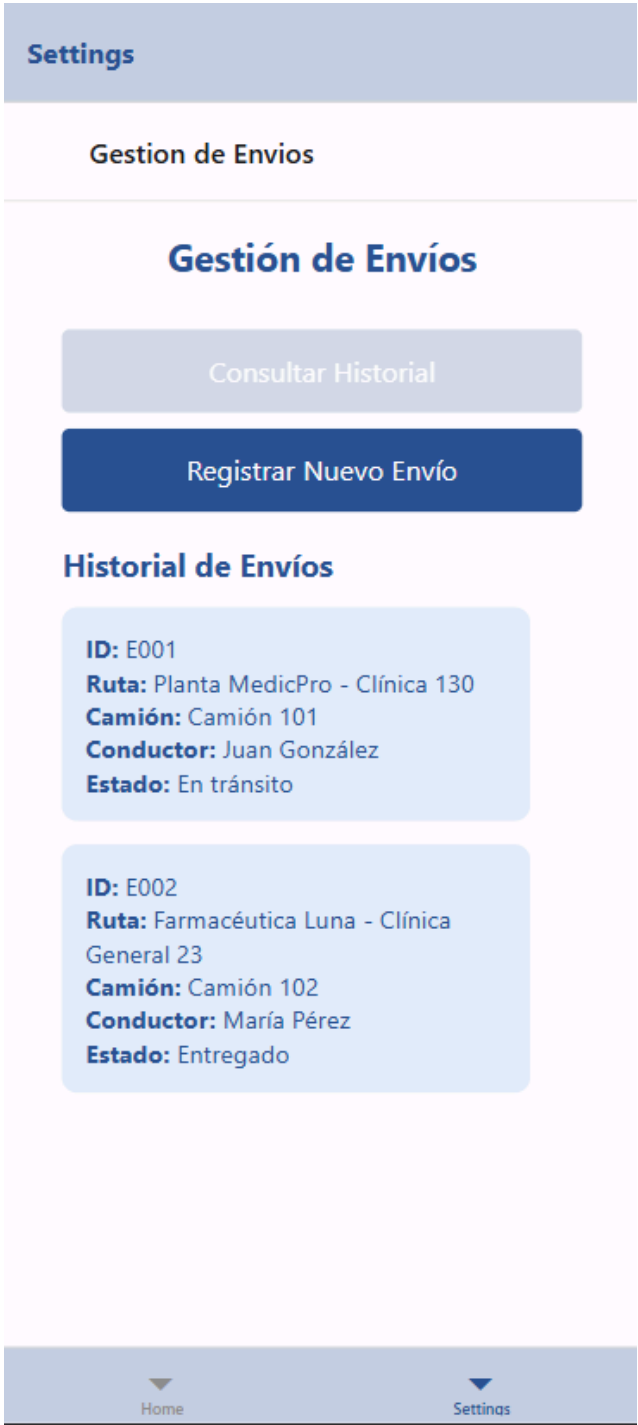 Settings
Gestion de Envios
Gestión de Envíos
Consultar Historial
Registrar Nuevo Envío
Historial de Envíos
ID: E001
Ruta: Planta MedicPro - Clínica 130
Camión: Camión 101
Conductor: Juan González
Estado: En tránsito
ID: E002
Ruta: Farmacéutica Luna - Clínica
General 23
Camión: Camión 102
Conductor: María Pérez
Estado: Entregado
Home
Settings